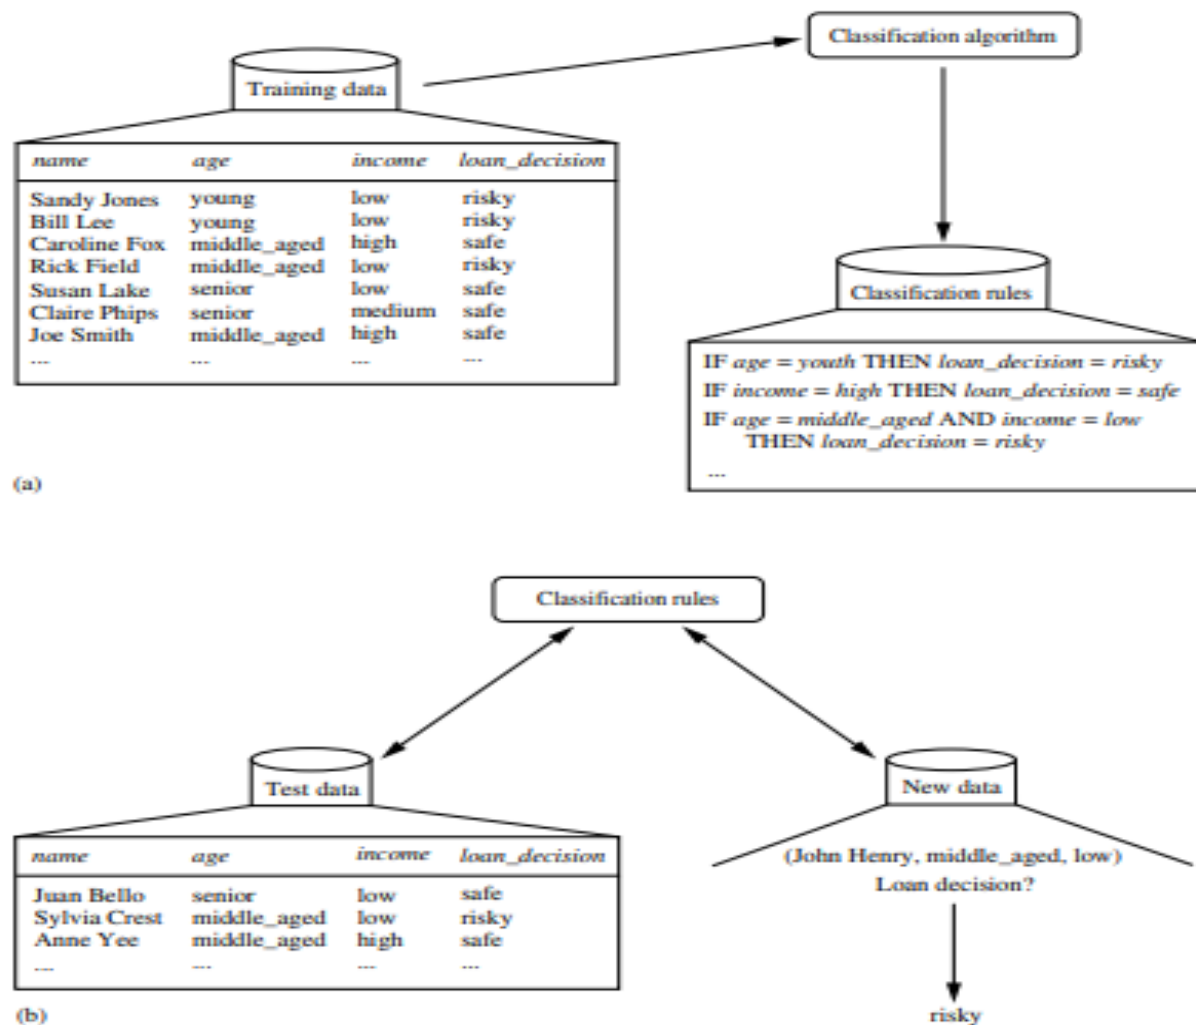 Classification algorithm
Training data
name age income loan_decision
Sandy Jones young low risky
Bill Lee young low risky
Caroline Fox middle_aged high safe
Rick Field middle_aged low risky
Susan Lake senior low safe
Claire Phips senior medium safe
Joe Smith middle_aged high safe
... ... ... ...
Classification rules
IF age = youth THEN loan_decision = risky
IF income = high THEN loan_decision = safe
IF age = middle_aged AND income = low
THEN loan_decision = risky
...
(a)
Classification rules
Test data
name age income loan_decision
Juan Bello senior low safe
Sylvia Crest middle_aged low risky
Anne Yee middle_aged high safe
... ... ... ...
New data
(John Henry, middle_aged, low)
Loan decision?
risky
(b)